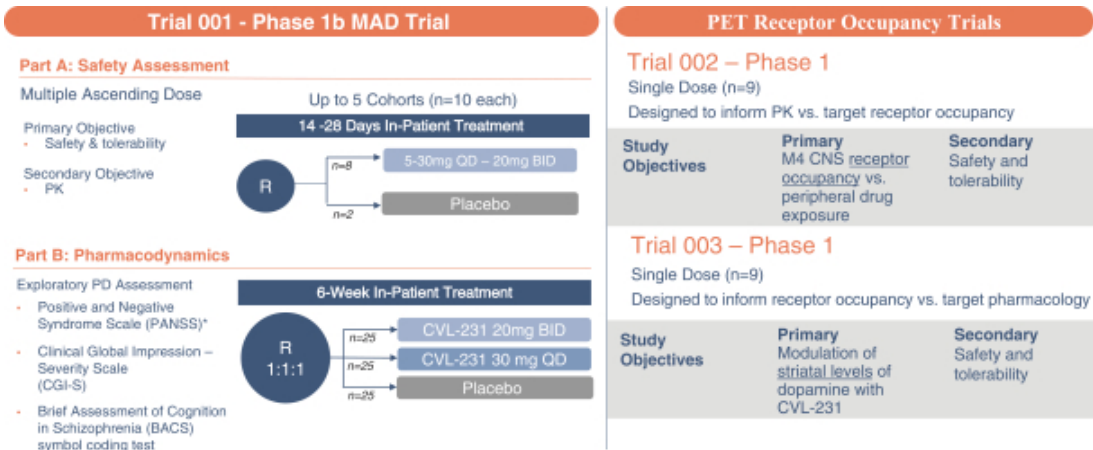 Trial 001 - Phase 1b MAD Trial
Part A: Safety Assessment
Multiple Ascending Dose
Primary Objective
• Safety & tolerability
Secondary Objective
• PK
Up to 5 Cohorts (n=10 each)
14 -28 Days In-Patient Treatment
R
n=8
5-30mg QD – 20mg BID
n=2
Placebo
Part B: Pharmacodynamics
Exploratory PD Assessment
• Positive and Negative
Syndrome Scale (PANSS)*
• Clinical Global Impression –
Severity Scale
(CGI-S)
• Brief Assessment of Cognition
in Schizophrenia (BACS)
symbol coding test
6-Week In-Patient Treatment
R
1:1:1
n=25
CVL-231 20mg BID
n=25
CVL-231 30 mg QD
n=25
Placebo
PET Receptor Occupancy Trials
Trial 002 – Phase 1
Single Dose (n=9)
Designed to inform PK vs. target receptor occupancy
Study
Objectives
Primary
M4 CNS receptor
occupancy vs.
peripheral drug
exposure
Secondary
Safety and
tolerability
Trial 003 – Phase 1
Single Dose (n=9)
Designed to inform receptor occupancy vs. target pharmacology
Study
Objectives
Primary
Modulation of
striatal levels of
dopamine with
CVL-231
Secondary
Safety and
tolerability